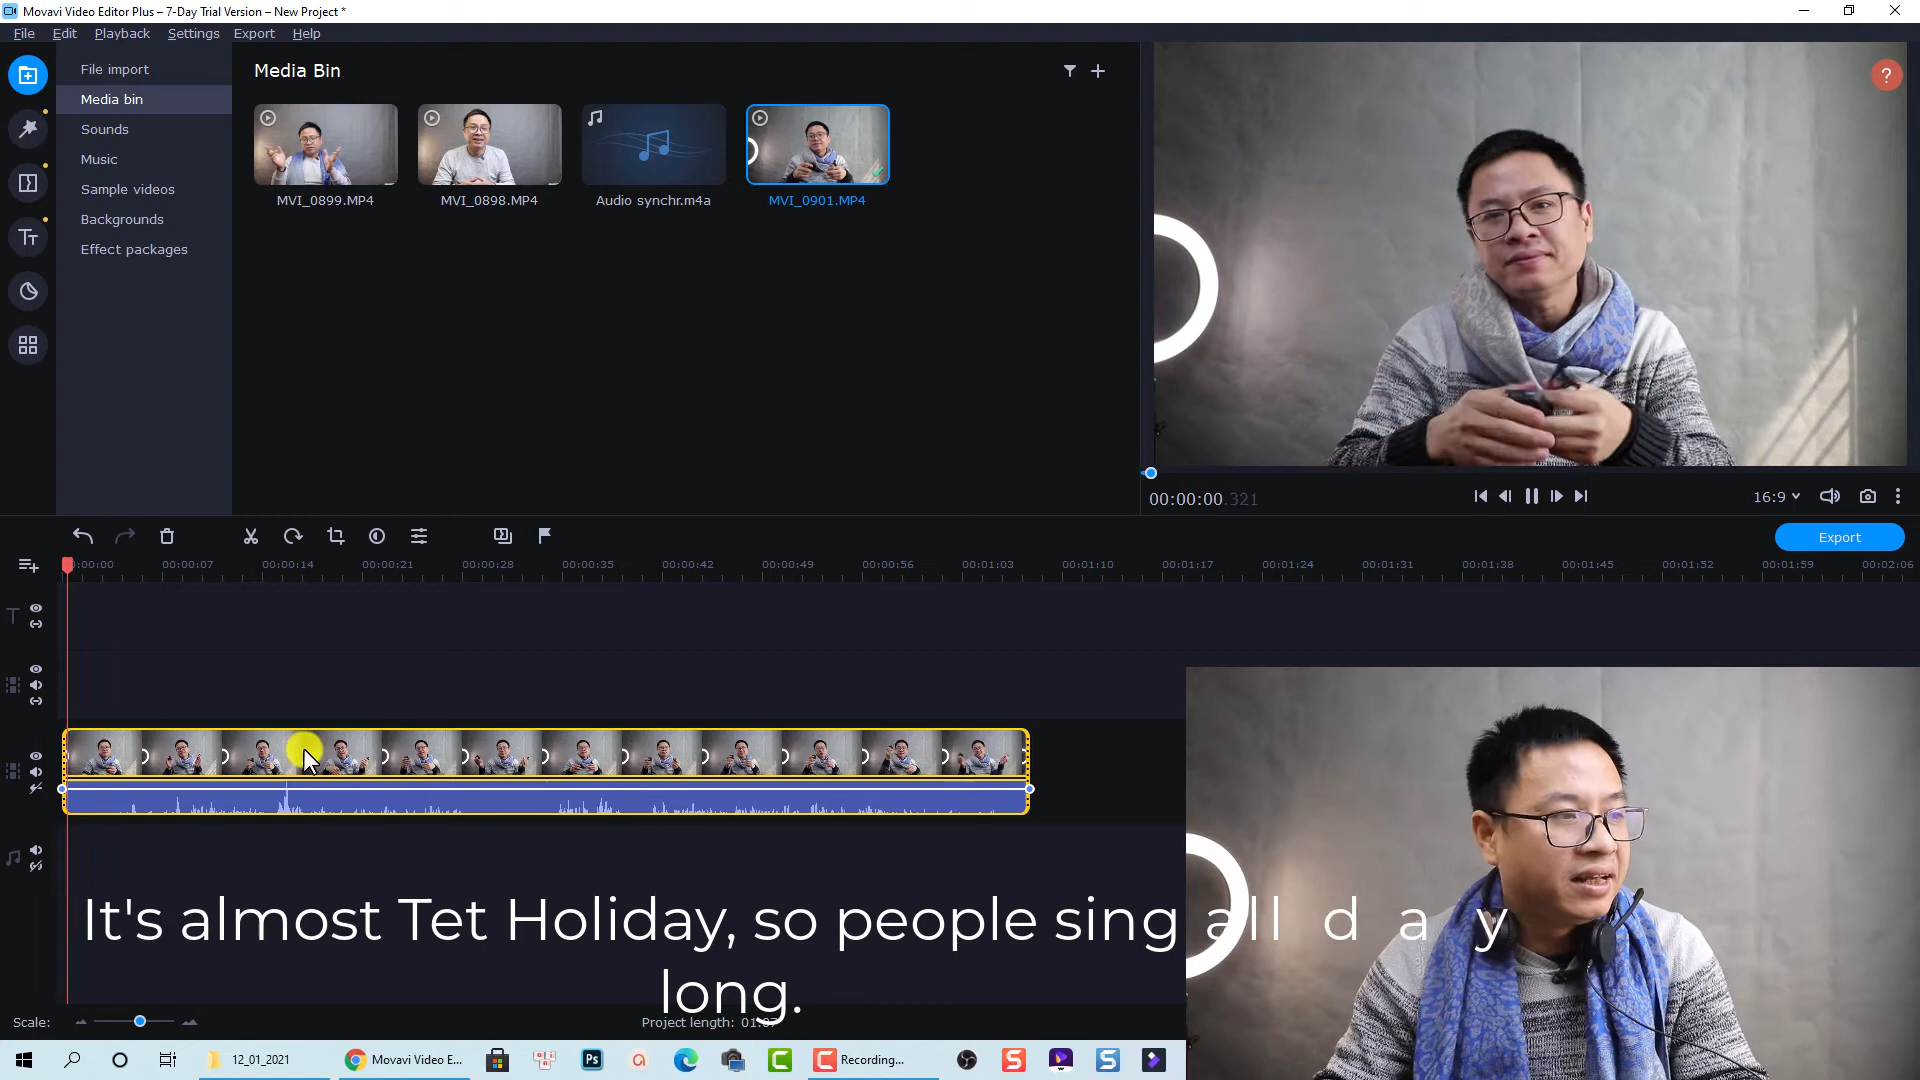 Movavi Video Editor Plus – 7-Day Trial Version – New Project *
File Edit Playback Settings Export Help
File import
Media bin
Sounds
Music
Sample videos
Backgrounds
Effect packages
Media Bin
MVI_0899.MP4
MVI_0898.MP4
Audio synchr.m4a
MVI_0901.MP4
?
00:00:00.321
16:9
Export
00:00:07 00:00:14 00:00:21 00:00:28 00:00:35 00:00:42 00:00:49 00:00:56 00:01:03 00:01:10 00:01:17 00:01:24 00:01:31 00:01:38 00:01:45 00:01:52 00:01:59 00:02:06
It's almost Tet Holiday, so people sing all day
long.
Scale:
Project length:
12_01_2021
Movavi Video E...
Ps
Recording...